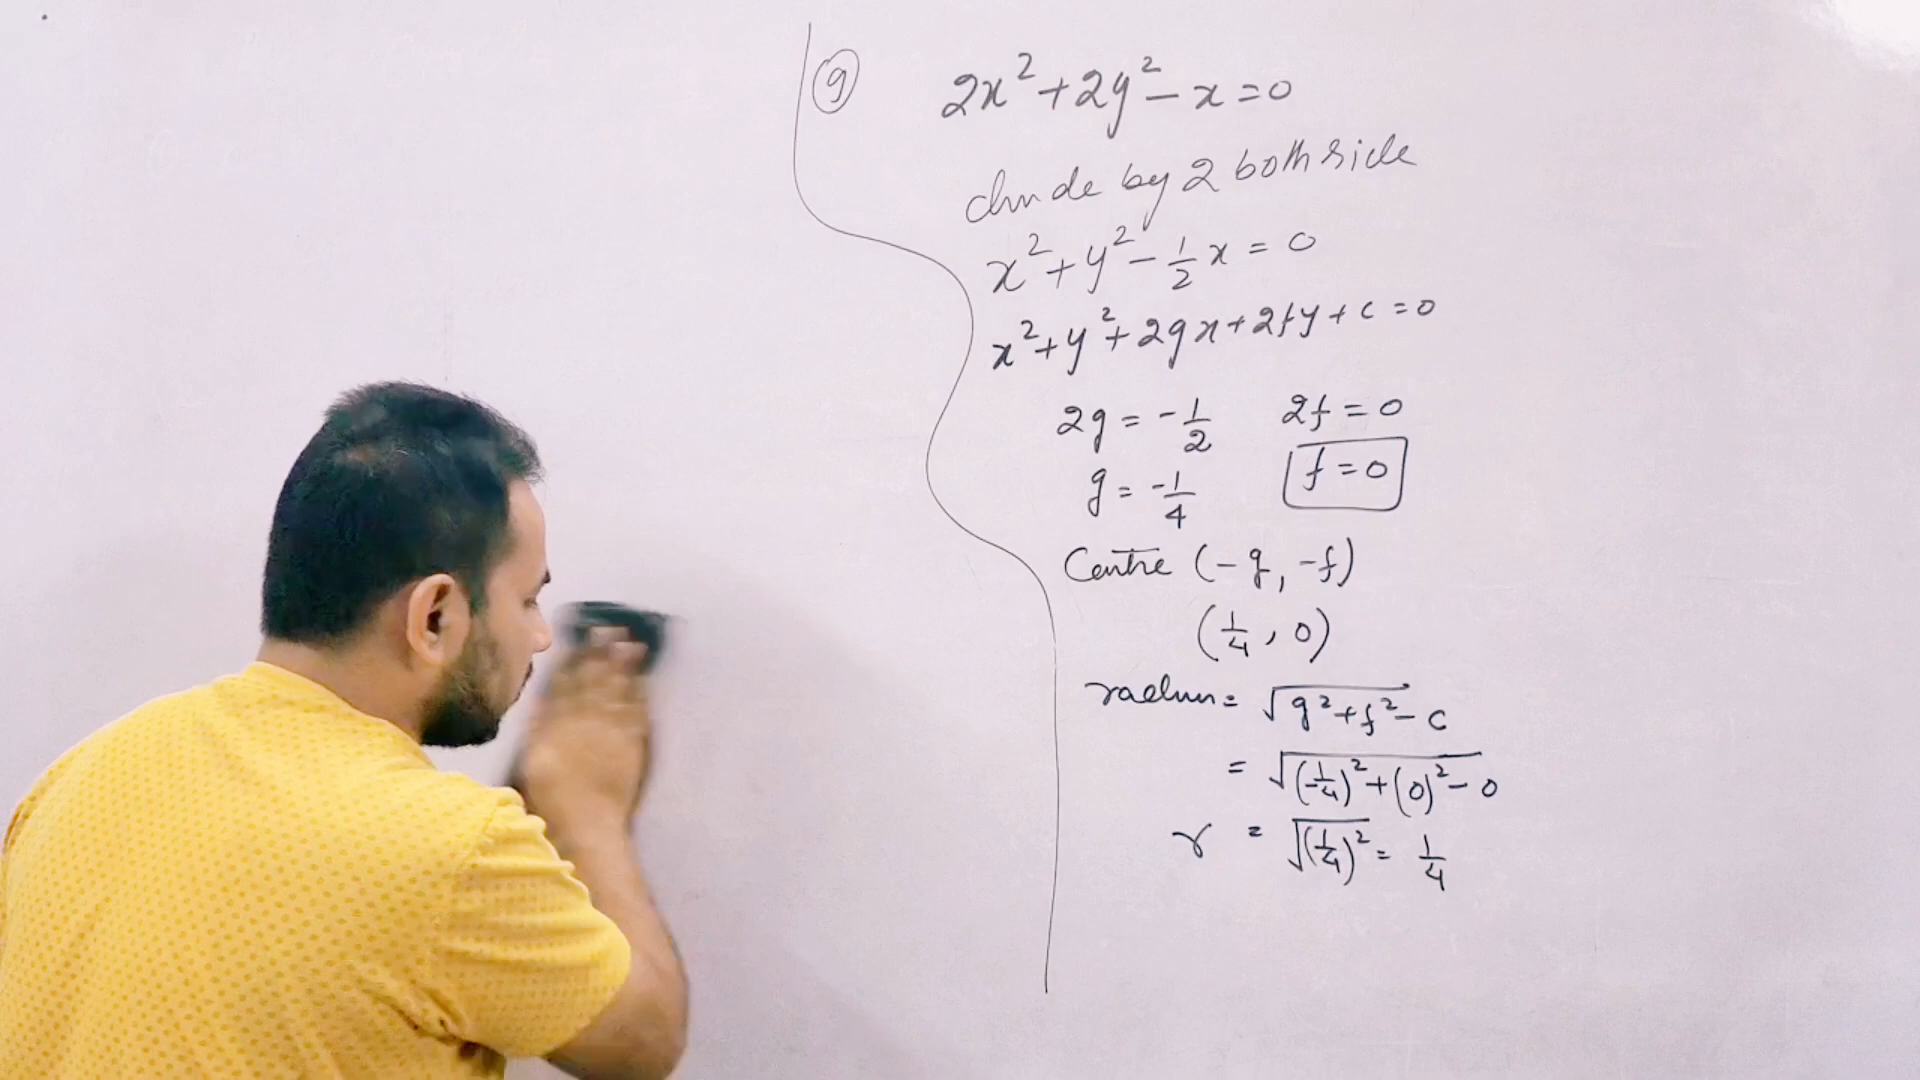 9 2x² + 2y² - x = 0
divide by 2 both side
x² + y² - 1/2 x = 0
x² + y² + 2gx + 2fy + c = 0
2g = -1/2 2f = 0
g = -1/4 f = 0
Centre (-g, -f)
(1/4, 0)
radius = √g² + f² - c
= √(-1/4)² + (0)² - 0
r = √(1/4)² = 1/4